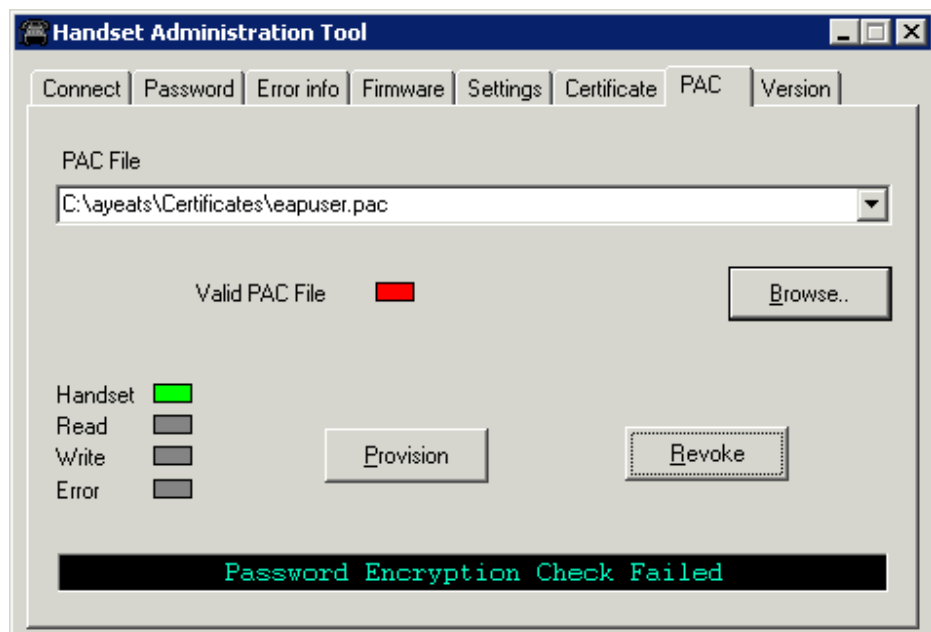 Handset Administration Tool
Connect Password Error info Firmware Settings Certificate PAC Version
PAC File
C:\ayeats\Certificates\eapuser.pac
Valid PAC File
Browse..
Handset
Read
Write
Error
Provision
Revoke
Password Encryption Check Failed